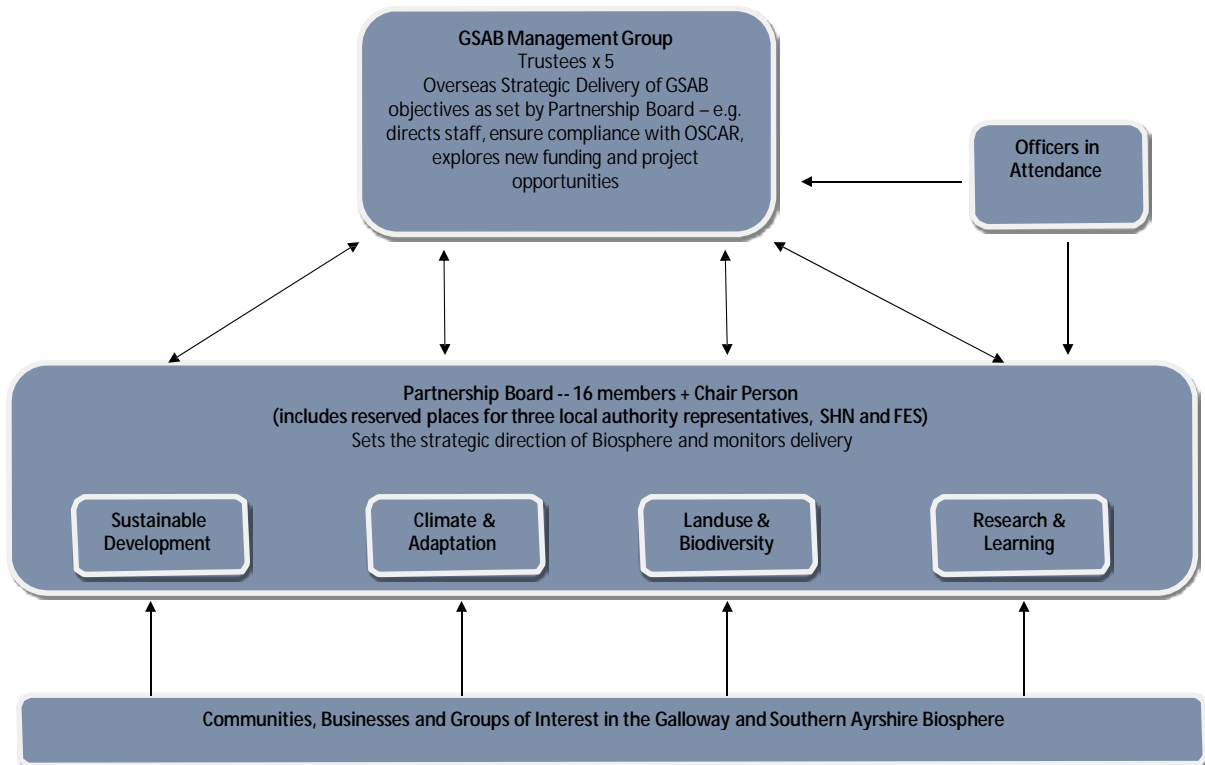 GSAB Management Group
Trustees x 5
Overseas Strategic Delivery of GSAB
objectives as set by Partnership Board – e.g.
directs staff, ensure compliance with OSCAR,
explores new funding and project
opportunities
Officers in
Attendance
Partnership Board -- 16 members + Chair Person
(includes reserved places for three local authority representatives, SHN and FES)
Sets the strategic direction of Biosphere and monitors delivery
Sustainable
Development
Climate &
Adaptation
Landuse &
Biodiversity
Research &
Learning
Communities, Businesses and Groups of Interest in the Galloway and Southern Ayrshire Biosphere